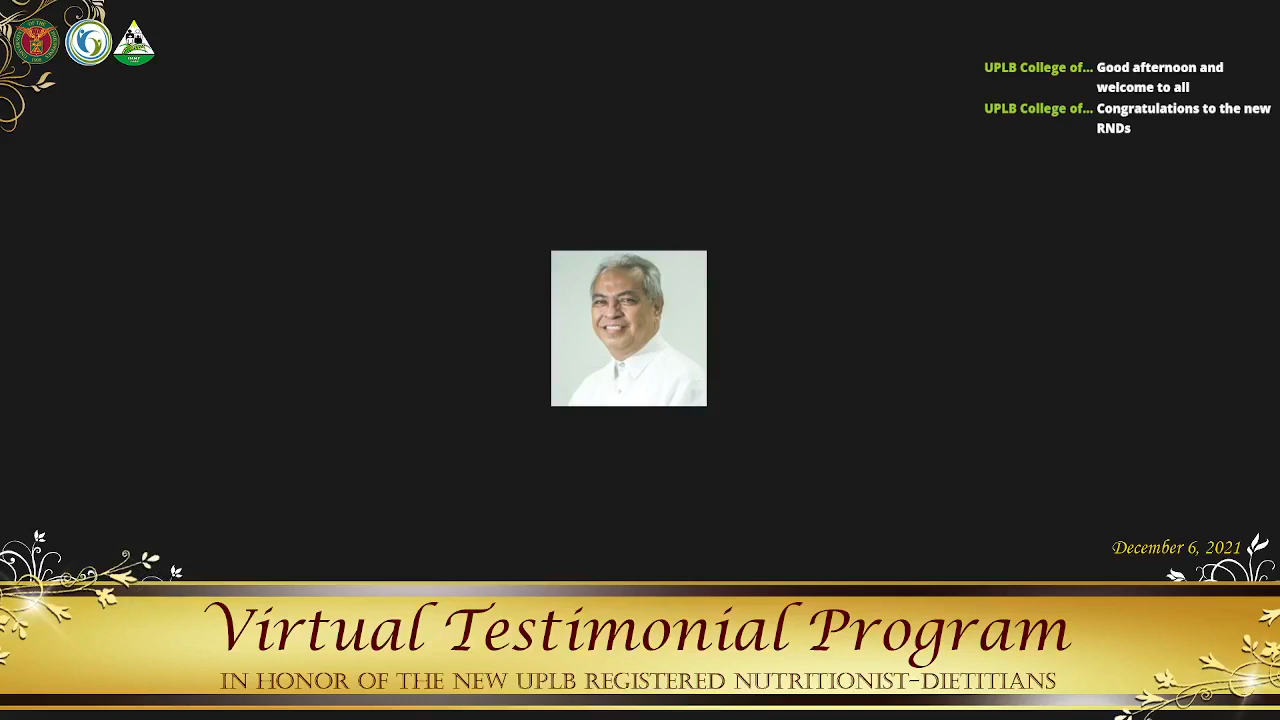 UPLB College of... Good afternoon and
welcome to all
UPLB College of... Congratulations to the new
RNDs
December 6, 2021
Virtual Testimonial Program
IN HONOR OF THE NEW UPLB REGISTERED NUTRITIONIST-DIETITIANS